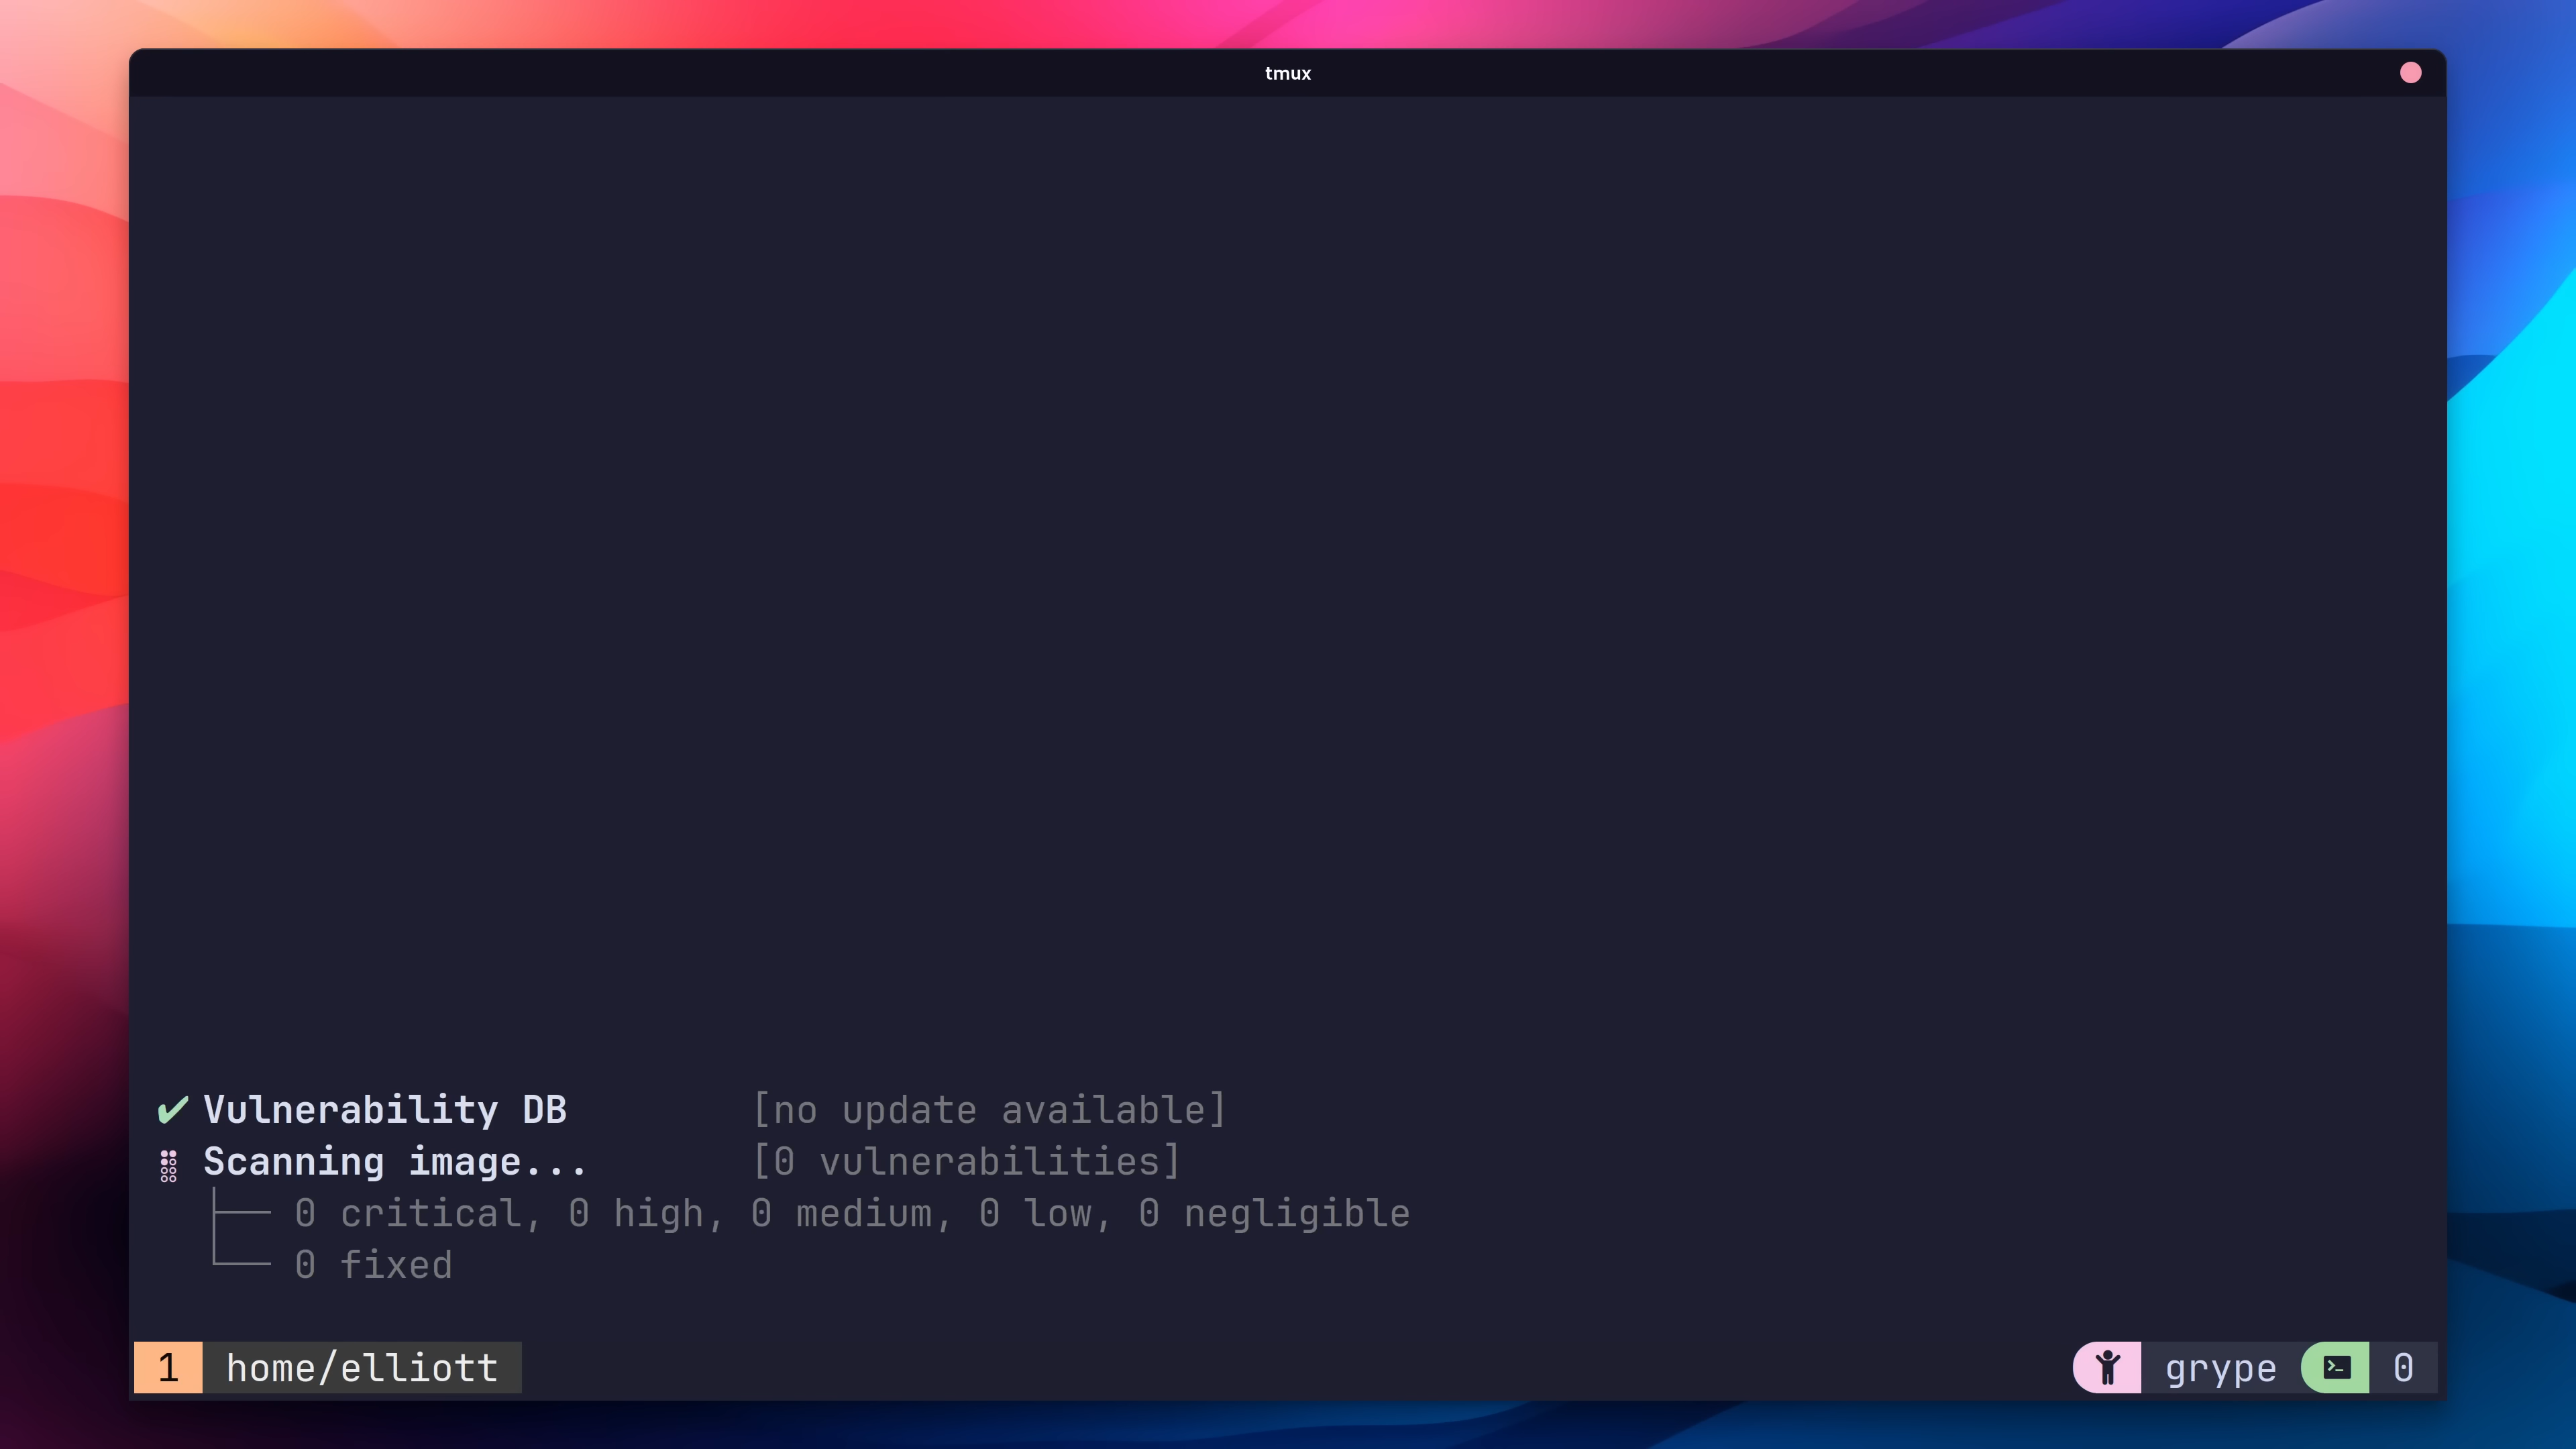 tmux
✔ Vulnerability DB [no update available]
Scanning image... [0 vulnerabilities]
├── 0 critical, 0 high, 0 medium, 0 low, 0 negligible
└── 0 fixed
1 home/elliott grype 0